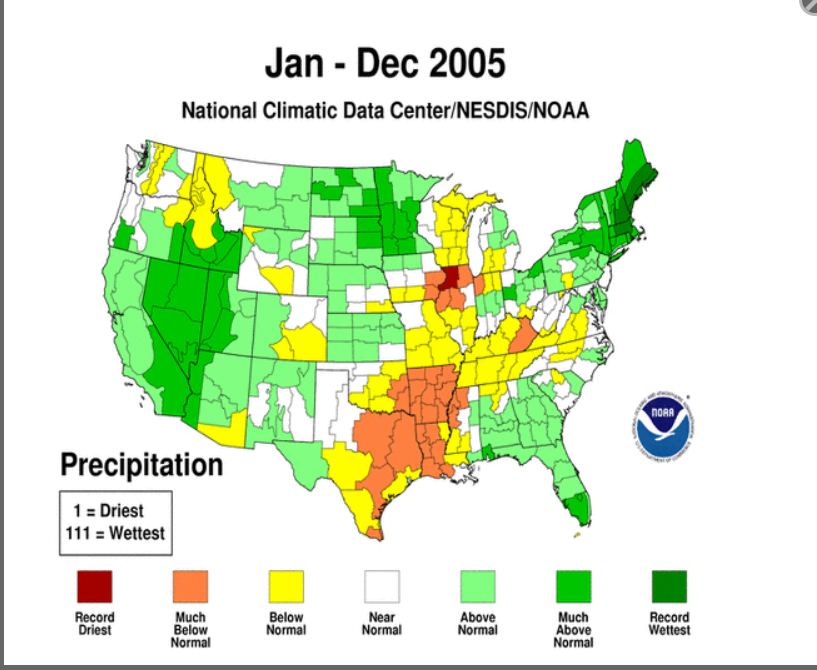 Jan - Dec 2005
National Climatic Data Center/NESDIS/NOAA
NOAA
Precipitation
1 = Driest
111 = Wettest
Record
Driest
Much
Below
Normal
Below
Normal
Near
Normal
Above
Normal
Much
Above
Normal
Record
Wettest